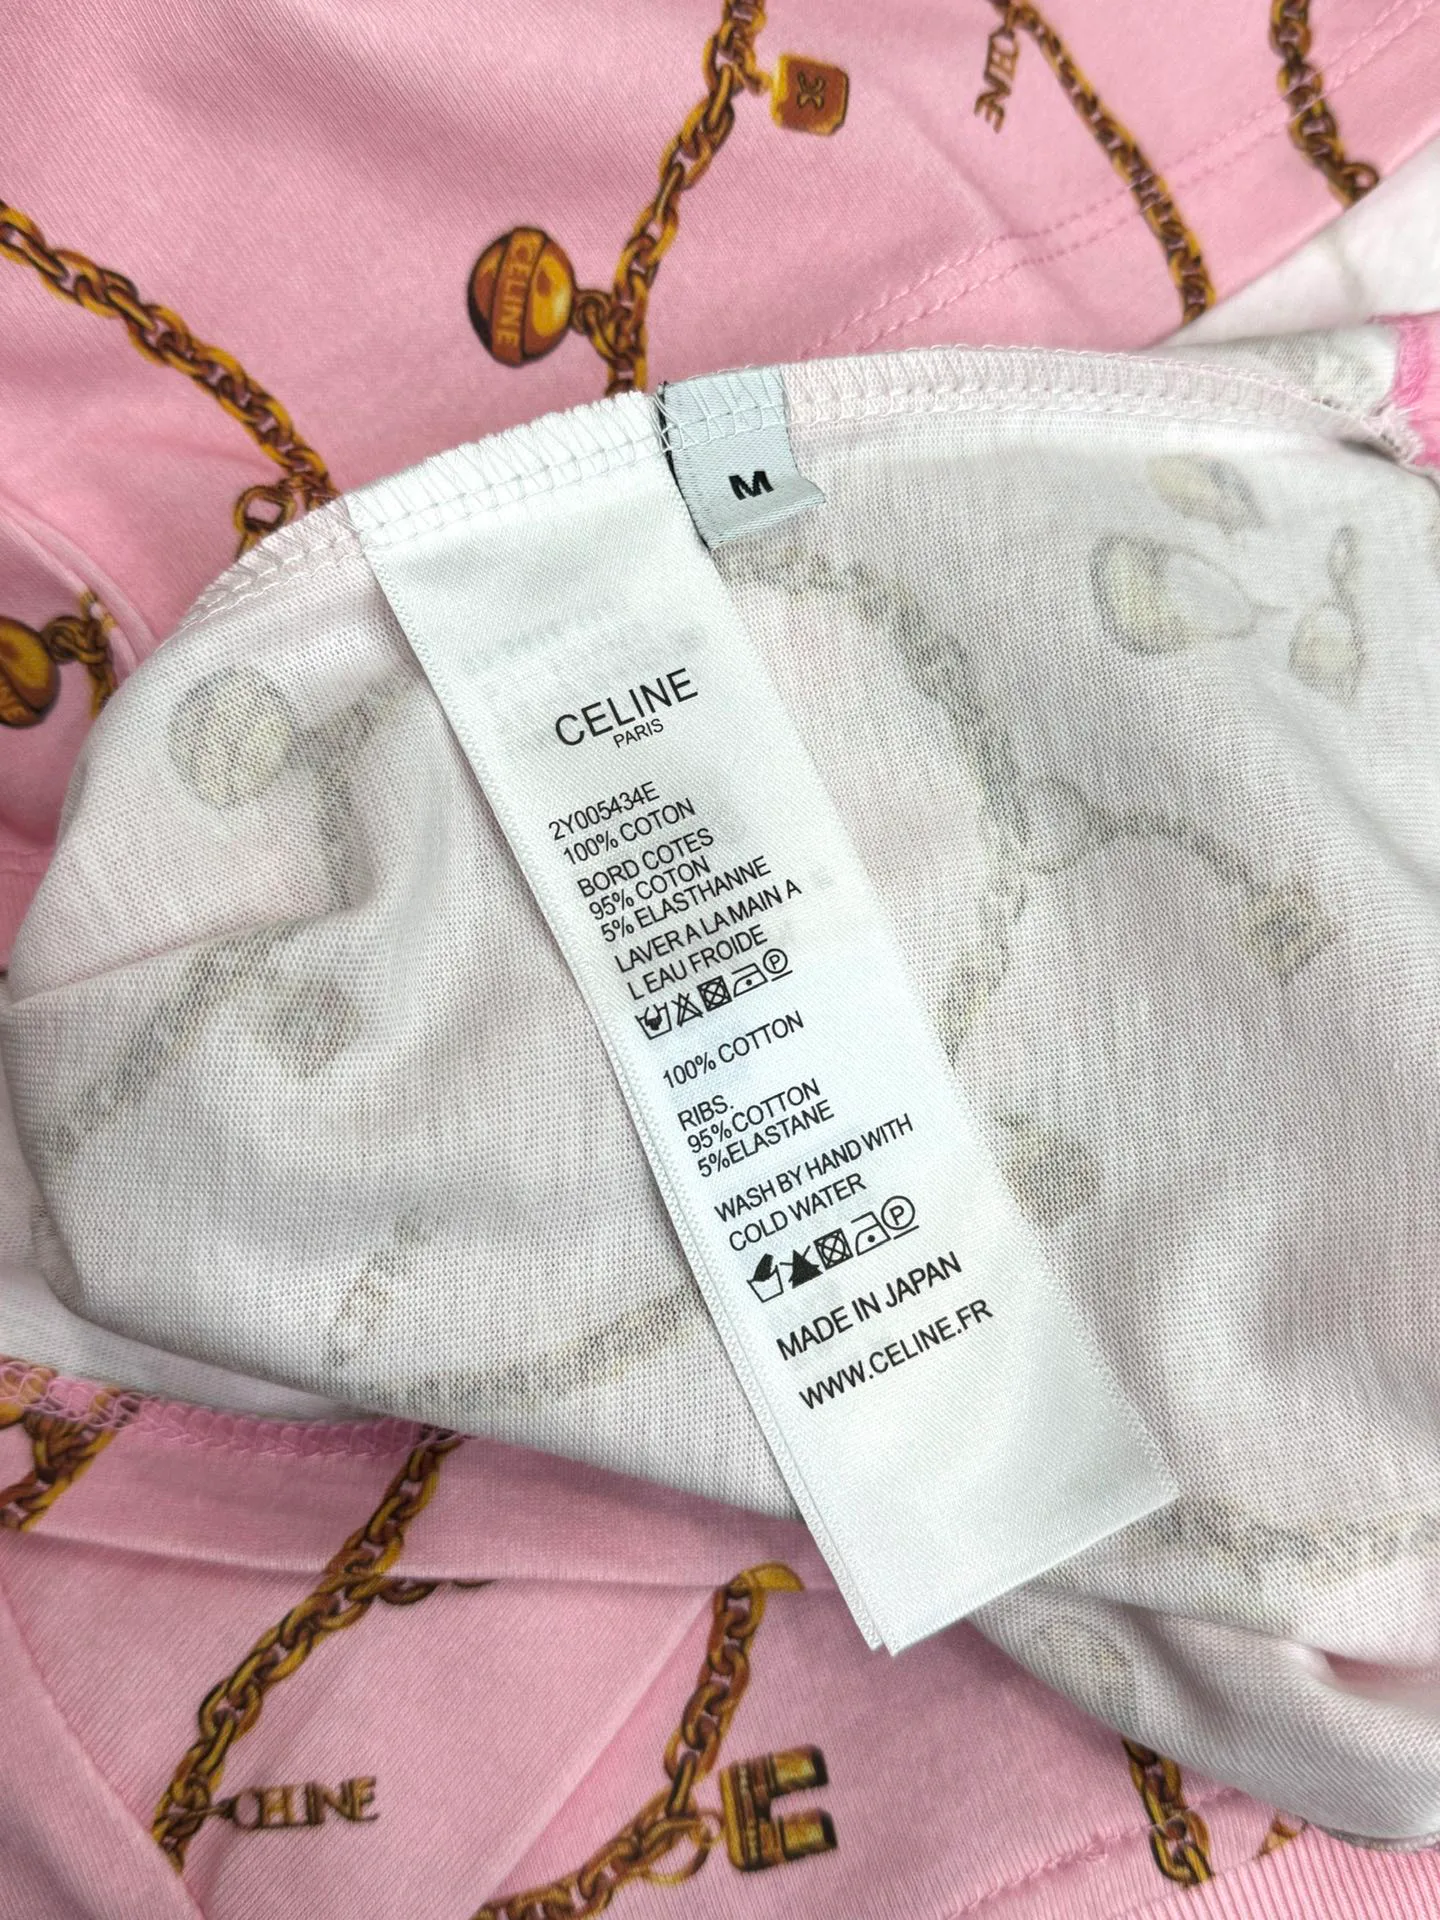 CELINE
CELINE
M
CELINE
PARIS
2Y005434E
100% COTON
BORD COTES
95% COTON
5% ELASTHANNE
LAVER A LA MAIN A
L EAU FROIDE
P
100% COTTON
RIBS.
95%COTTON
5%ELASTANE
WASH BY HAND WITH
COLD WATER
P
MADE IN JAPAN
WWW.CELINE.FR
CELINE